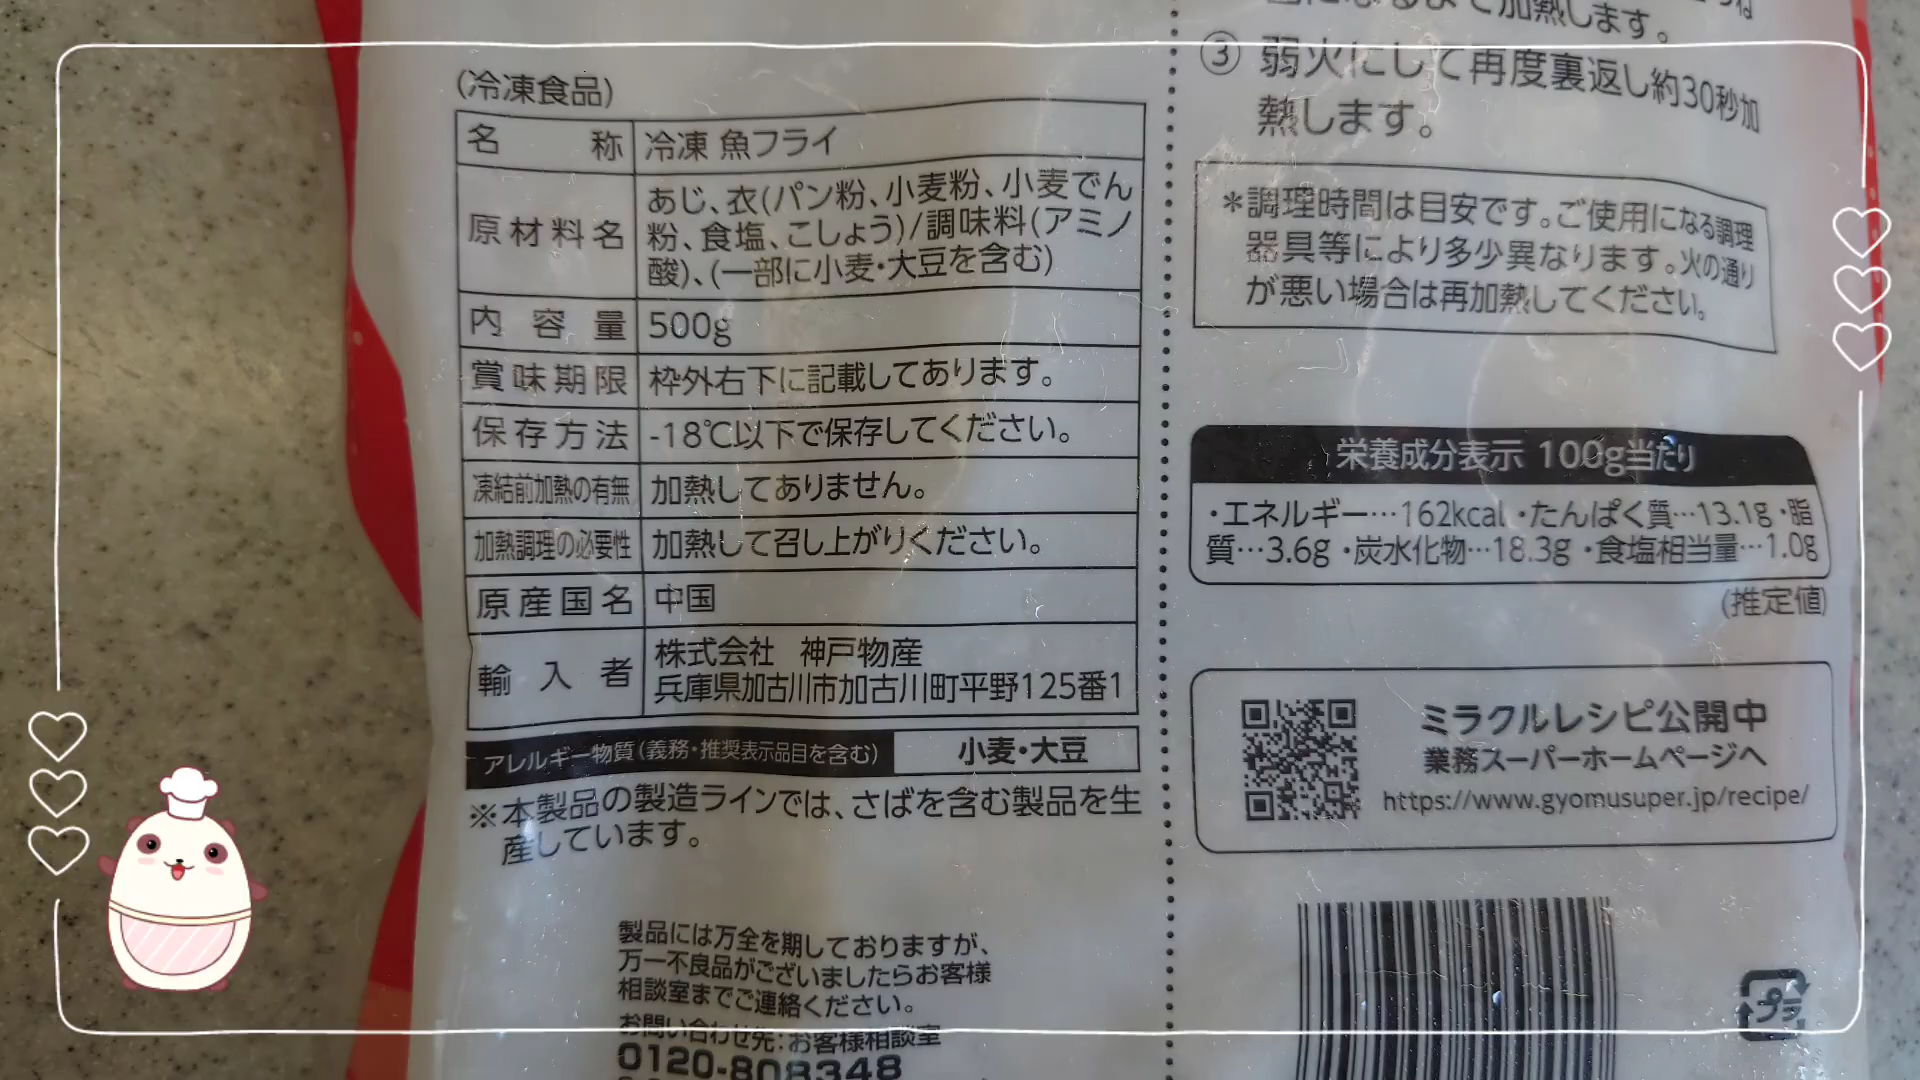 (冷凍食品)
名称 冷凍 魚フライ
原材料名 あじ、衣(パン粉、小麦粉、小麦でん
粉、食塩、こしょう)/調味料(アミノ
酸)、(一部に小麦・大豆を含む)
内容量 500g
賞味期限 枠外右下に記載してあります。
保存方法 -18℃以下で保存してください。
凍結前加熱の有無 加熱してありません。
加熱調理の必要性 加熱して召し上がりください。
原産国名 中国
輸入者 株式会社 神戸物産
兵庫県加古川市加古川町平野125番1
アレルギー物質(義務・推奨表示品目を含む) 小麦・大豆
※本製品の製造ラインでは、さばを含む製品を生
産しています。
製品には万全を期しておりますが、
万一不良品がございましたらお客様
相談室までご連絡ください。
お問い合わせ先:お客様相談室
0120-808348
になるまで加熱します。
③ 弱火にして再度裏返し約30秒加
熱します。
*調理時間は目安です。ご使用になる調理
器具等により多少異なります。火の通り
が悪い場合は再加熱してください。
栄養成分表示 100g当たり
・エネルギー…162kcal ・たんぱく質…13.1g ・脂
質…3.6g ・炭水化物…18.3g ・食塩相当量…1.0g
(推定値)
ミラクルレシピ公開中
業務スーパーホームページへ
https://www.gyomusuper.jp/recipe/
プラ